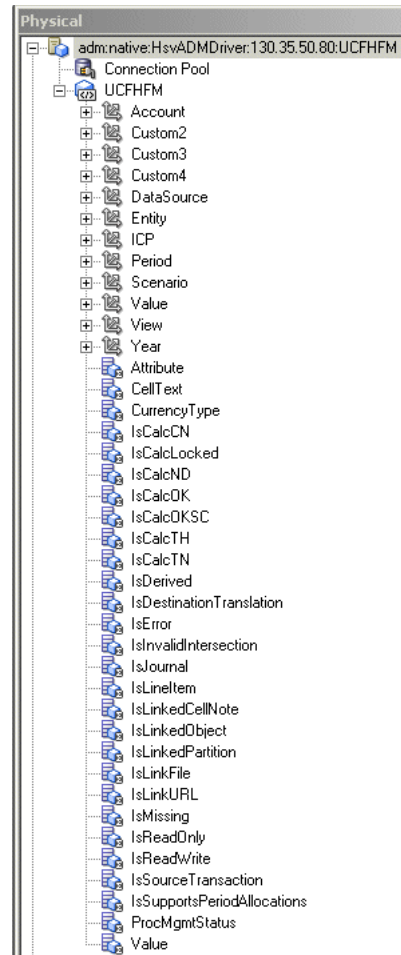 Physical
adm:native:HsvADMDriver:130.35.50.80:UCFHFM
Connection Pool
UCFHFM
Account
Custom2
Custom3
Custom4
DataSource
Entity
ICP
Period
Scenario
Value
View
Year
Attribute
CellText
CurrencyType
IsCalcCN
IsCalcLocked
IsCalcND
IsCalcOK
IsCalcOKSC
IsCalcTH
IsCalcTN
IsDerived
IsDestinationTranslation
IsError
IsInvalidIntersection
IsJournal
IsLineItem
IsLinkedCellNote
IsLinkedObject
IsLinkedPartition
IsLinkFile
IsLinkURL
IsMissing
IsReadOnly
IsReadWrite
IsSourceTransaction
IsSupportsPeriodAllocations
ProcMgmtStatus
Value